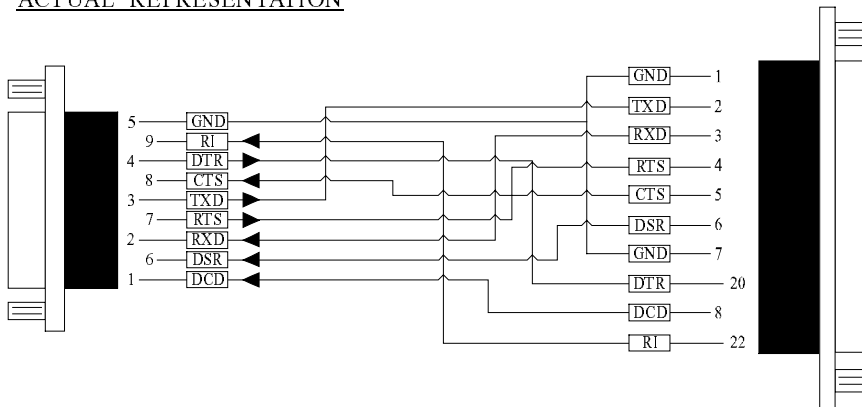 ACTUAL REPRESENTATION
5 GND
9 RI
4 DTR
8 CTS
3 TXD
7 RTS
2 RXD
6 DSR
1 DCD
GND 1
TXD 2
RXD 3
RTS 4
CTS 5
DSR 6
GND 7
DTR 20
DCD 8
RI 22